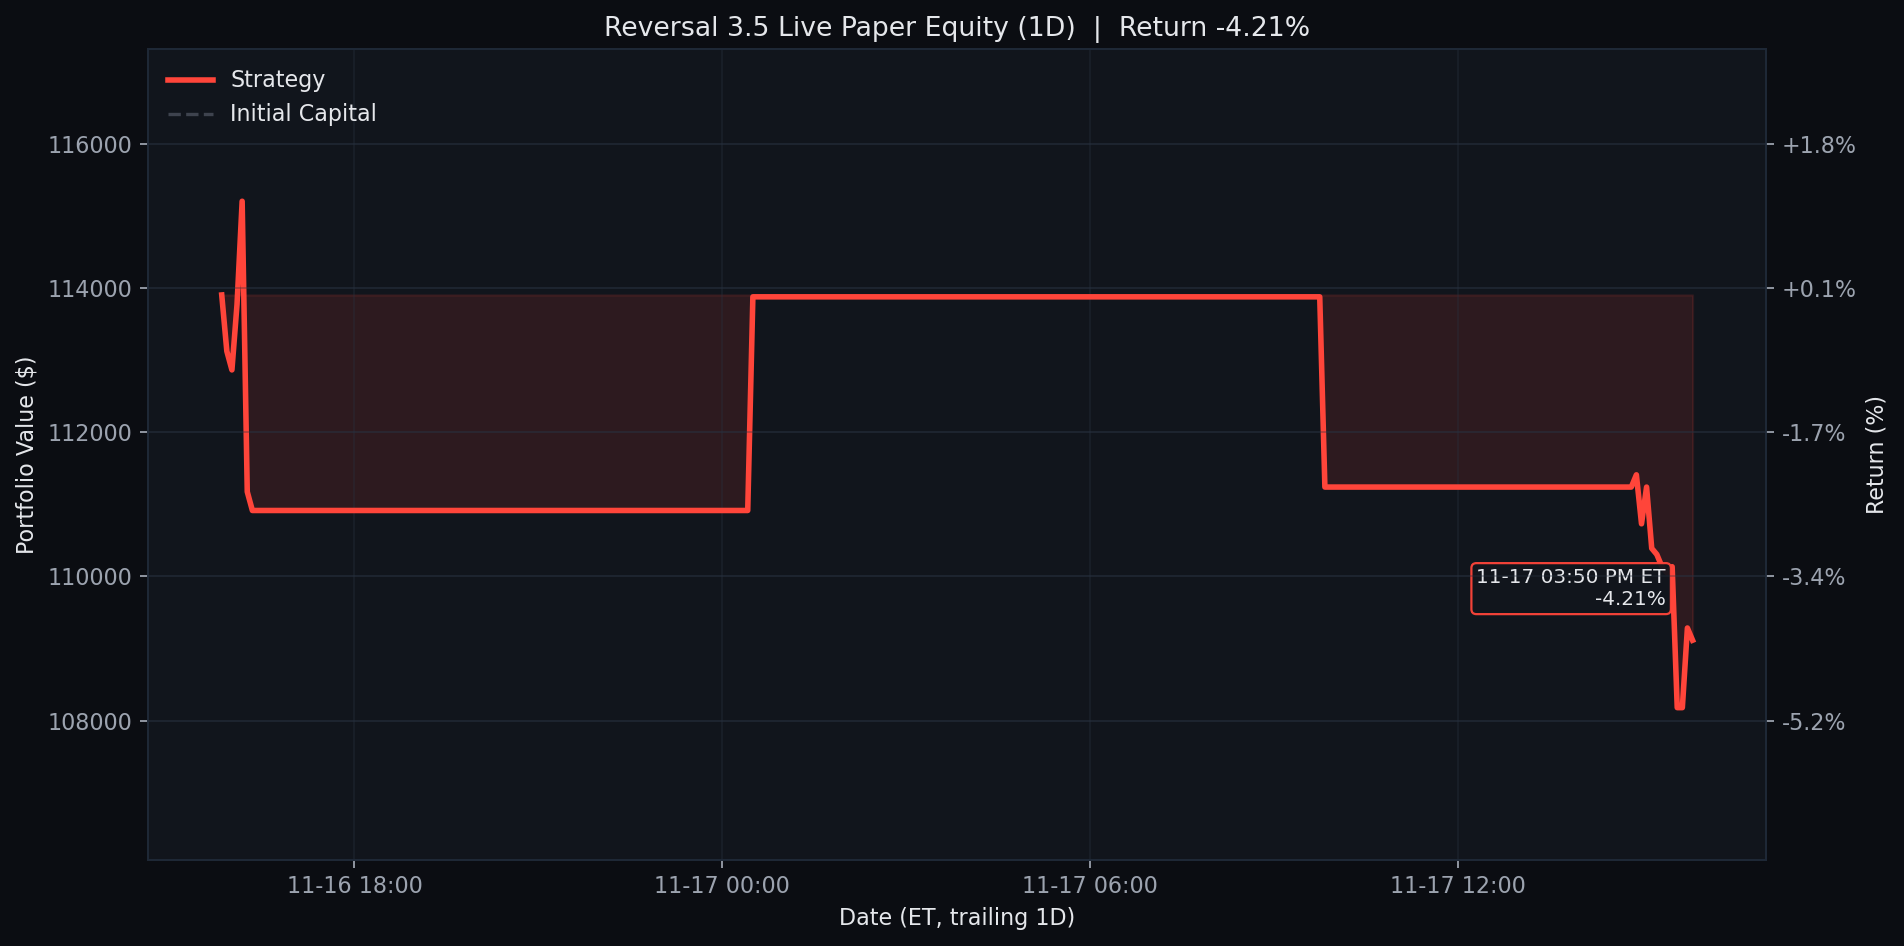 Reversal 3.5 Live Paper Equity (1D)  |  Return -4.21%
Strategy
Initial Capital
116000
114000
112000
110000
108000
Portfolio Value ($)
+1.8%
+0.1%
-1.7%
-3.4%
-5.2%
Return (%)
11-17 03:50 PM ET
-4.21%
11-16 18:00
11-17 00:00
11-17 06:00
11-17 12:00
Date (ET, trailing 1D)